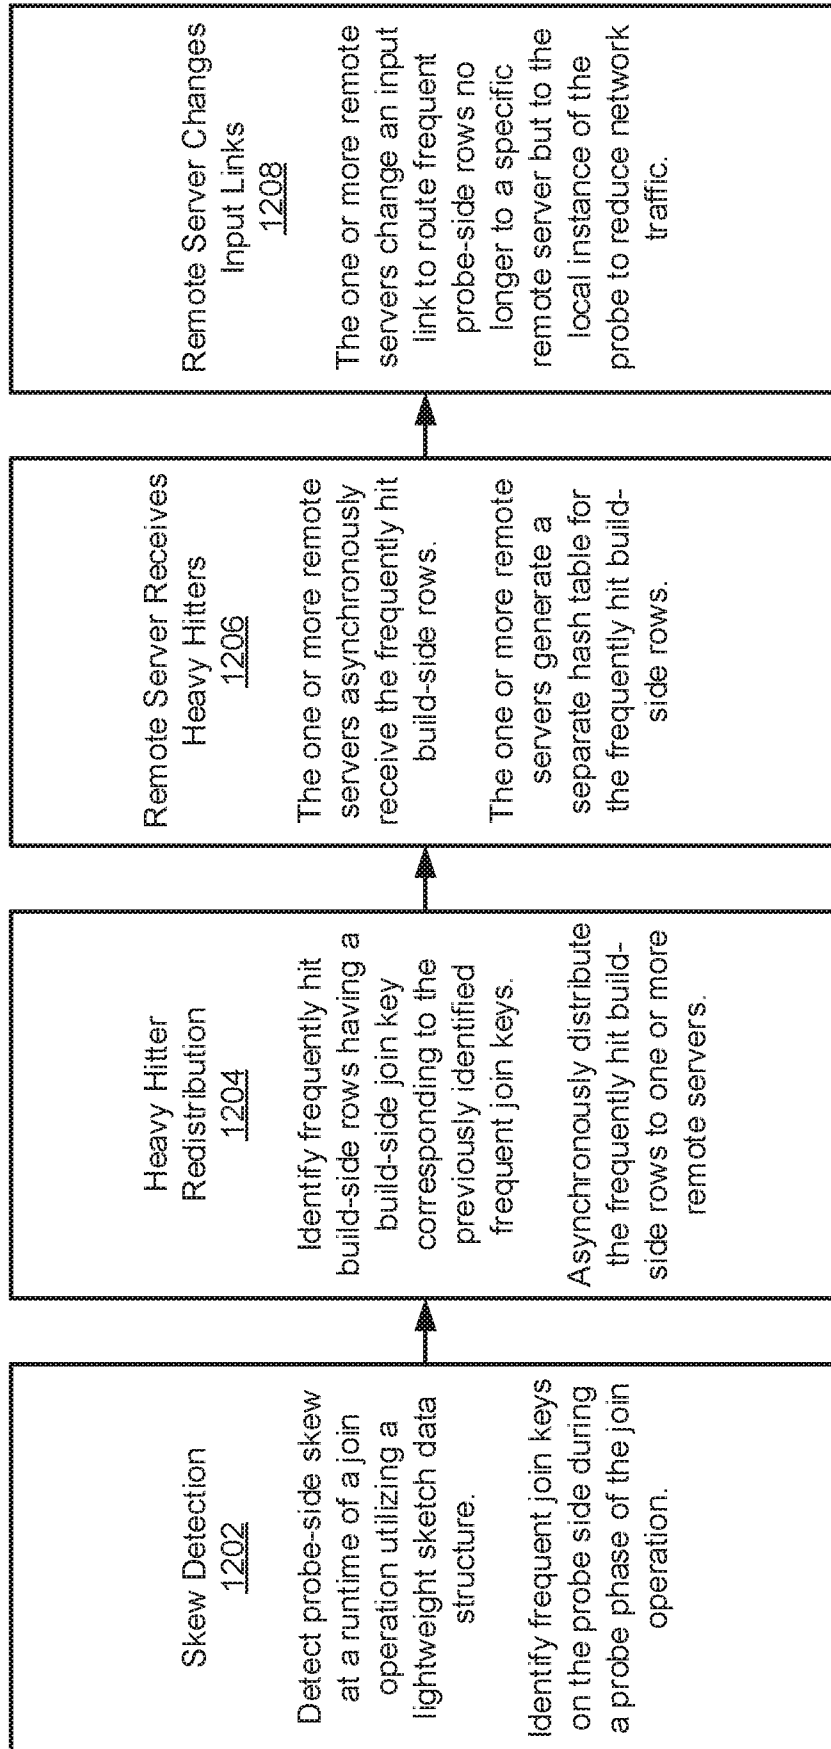 Skew Detection
1202
Detect probe-side skew
at a runtime of a join
operation utilizing a
lightweight sketch data
structure.
Identify frequent join keys
on the probe side during
a probe phase of the join
operation.
Heavy Hitter
Redistribution
1204
Identify frequently hit
build-side rows having a
build-side join key
corresponding to the
previously identified
frequent join keys.
Asynchronously distribute
the frequently hit build-
side rows to one or more
remote servers.
Remote Server Receives
Heavy Hitters
1206
The one or more remote
servers asynchronously
receive the frequently hit
build-side rows.
The one or more remote
servers generate a
separate hash table for
the frequently hit build-
side rows.
Remote Server Changes
Input Links
1208
The one or more remote
servers change an input
link to route frequent
probe-side rows no
longer to a specific
remote server but to the
local instance of the
probe to reduce network
traffic.